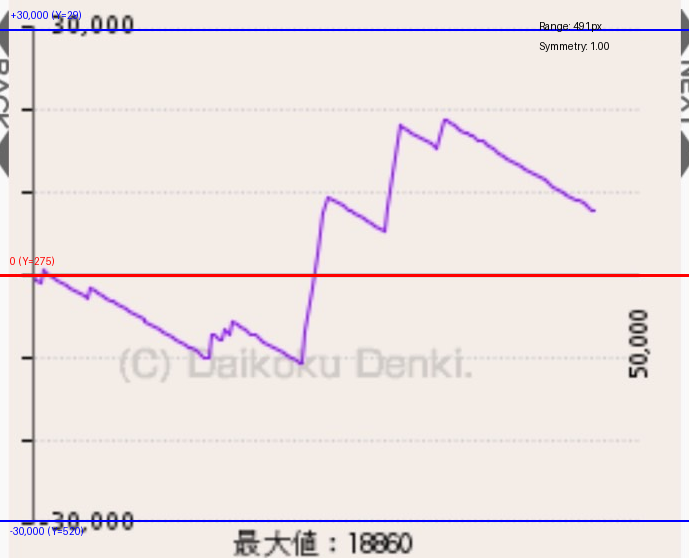 +30,000 (Y=29)
30,000
Range: 491px
Symmetry: 1.00
BACK
NEXT
0 (Y=275)
50,000
(C) Daikoku Denki.
-30,000
-30,000 (Y=520)
最大値：18860